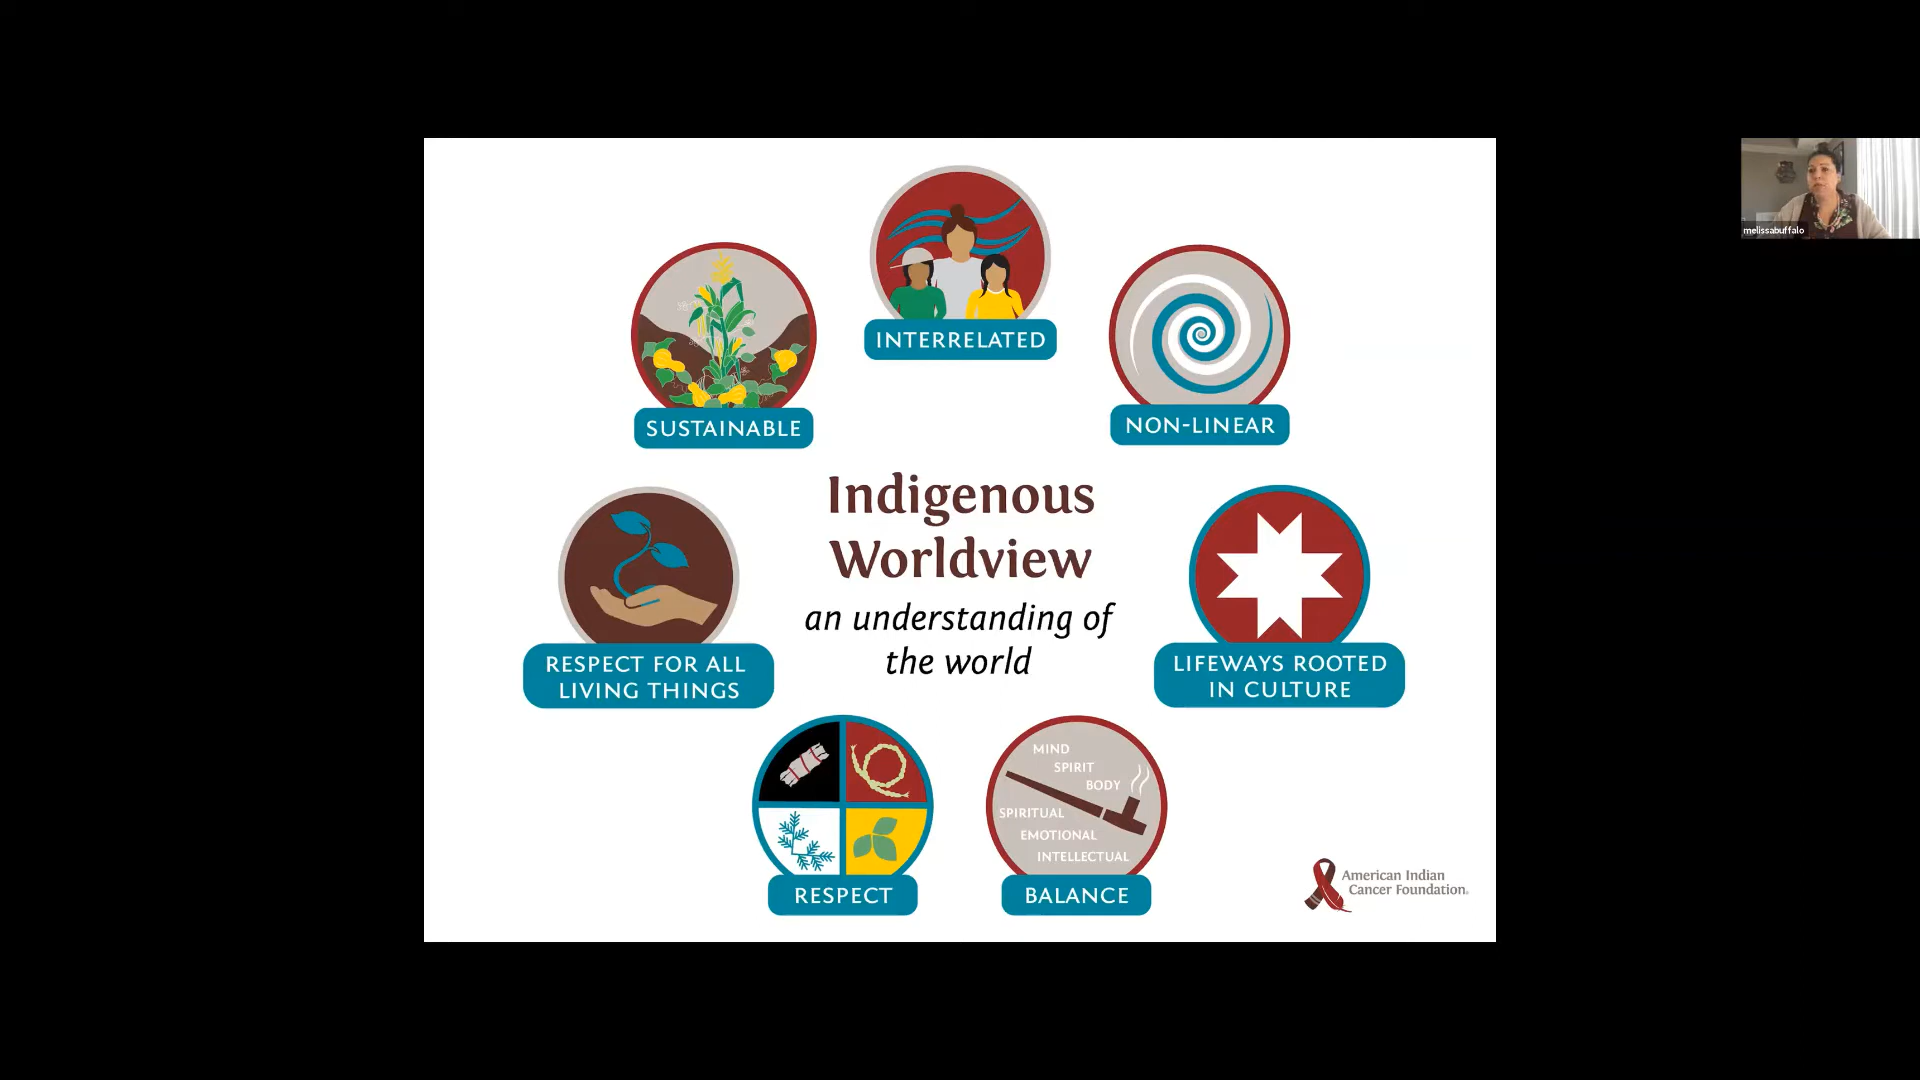 INTERRELATED
SUSTAINABLE
NON-LINEAR
Indigenous
Worldview
an understanding of
the world
RESPECT FOR ALL
LIVING THINGS
LIFEWAYS ROOTED
IN CULTURE
RESPECT
MIND
SPIRIT
BODY
SPIRITUAL
EMOTIONAL
INTELLECTUAL
BALANCE
American Indian
Cancer Foundation®
melissabuffalo